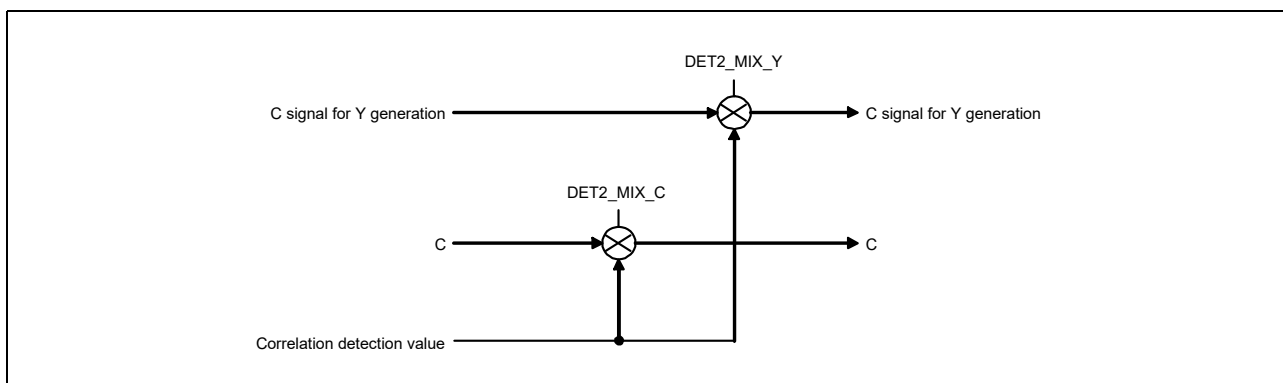 DET2_MIX_Y
C signal for Y generation
C signal for Y generation
DET2_MIX_C
C
C
Correlation detection value